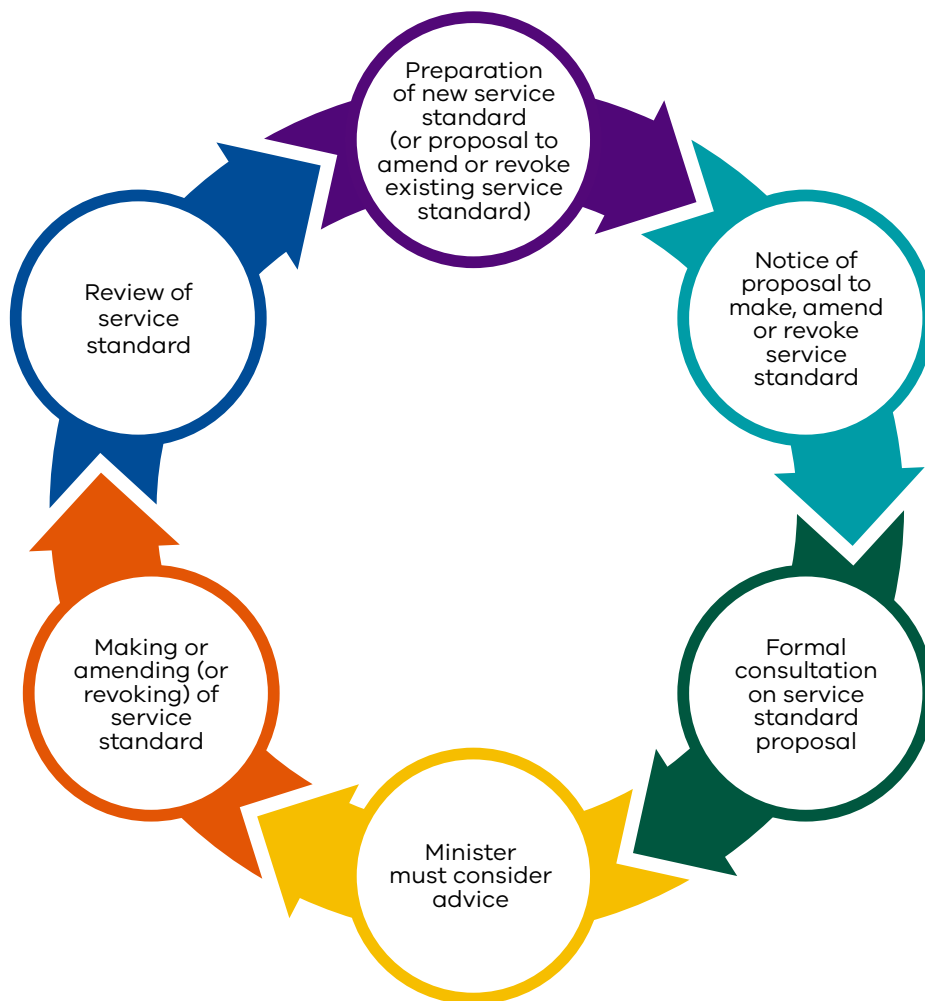 Preparation
of new service
standard
(or proposal to
amend or revoke
existing service
standard)
Notice of
proposal to
make, amend
or revoke
service
standard
Formal
consultation
on service
standard
proposal
Minister
must consider
advice
Making or
amending (or
revoking) of
service
standard
Review of
service
standard